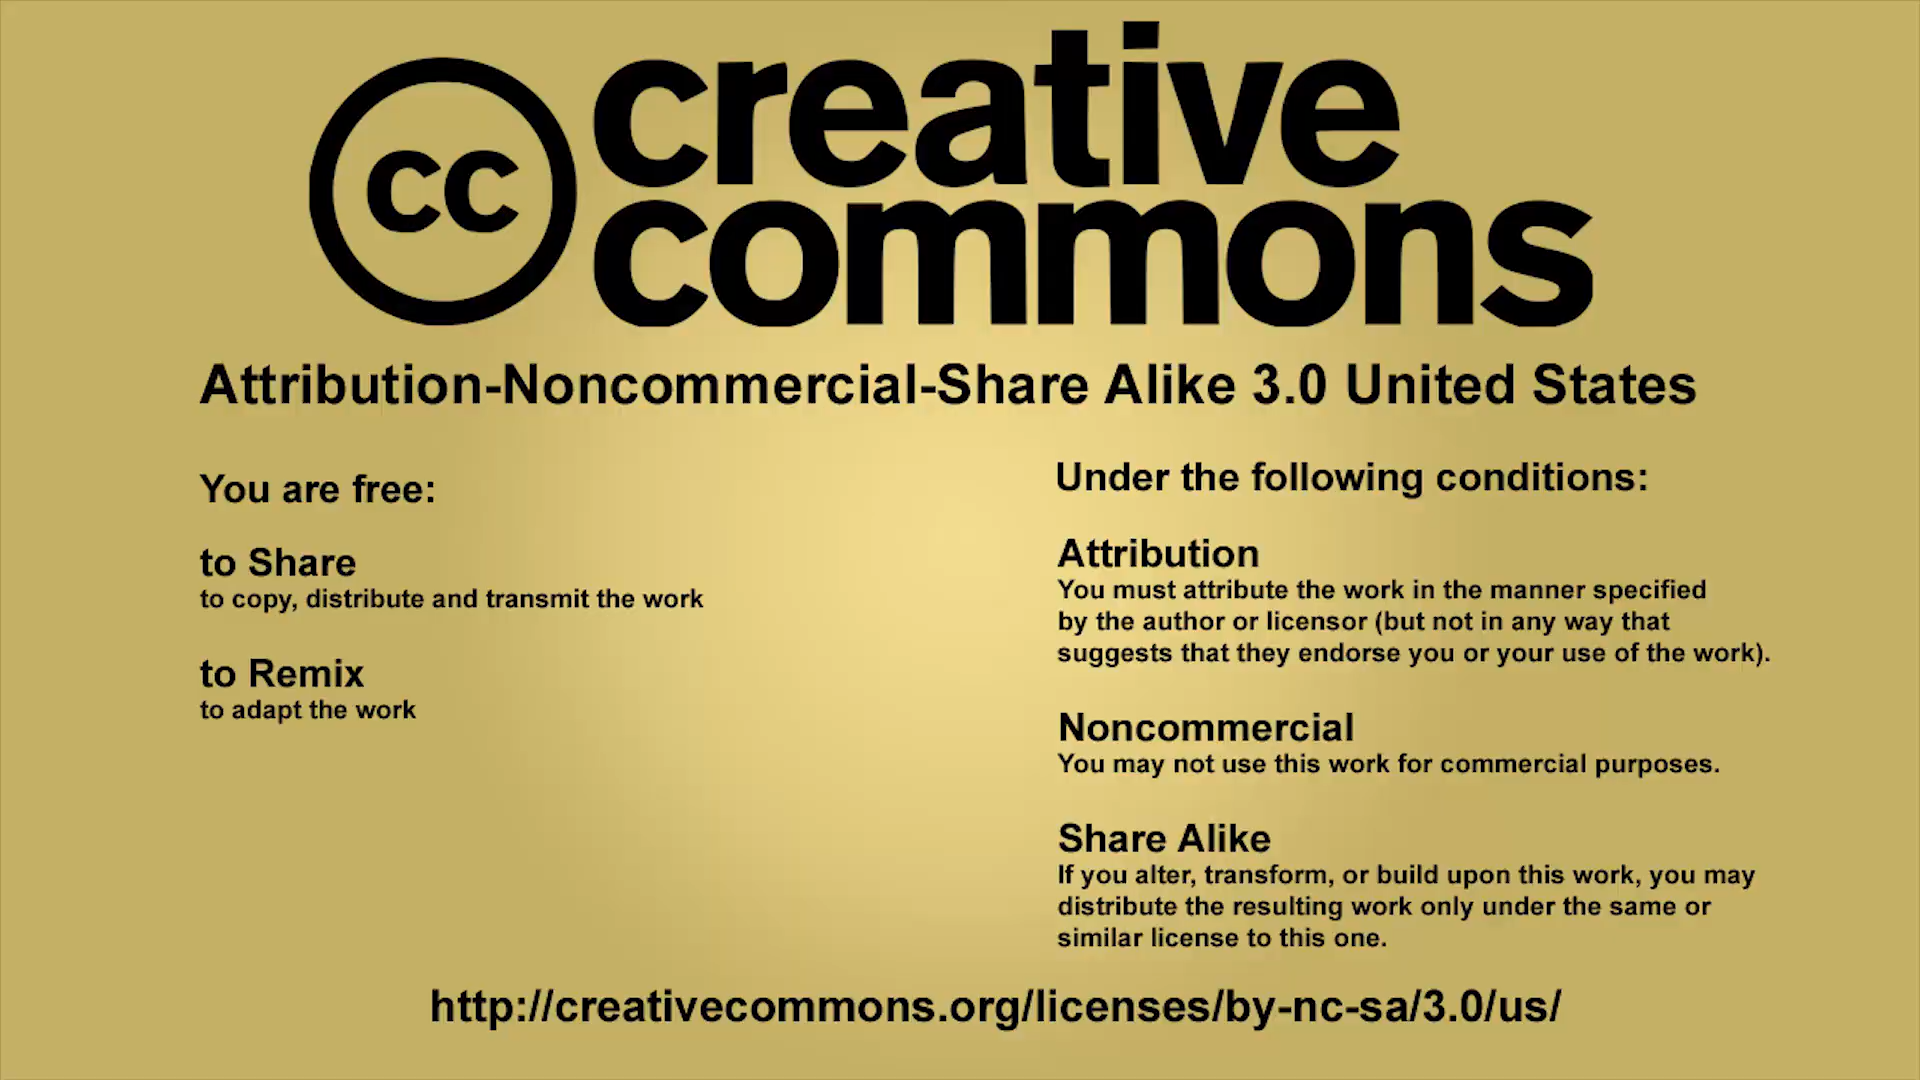 cc
creative
commons
Attribution-Noncommercial-Share Alike 3.0 United States
You are free:
to Share
to copy, distribute and transmit the work
to Remix
to adapt the work
Under the following conditions:
Attribution
You must attribute the work in the manner specified
by the author or licensor (but not in any way that
suggests that they endorse you or your use of the work).
Noncommercial
You may not use this work for commercial purposes.
Share Alike
If you alter, transform, or build upon this work, you may
distribute the resulting work only under the same or
similar license to this one.
http://creativecommons.org/licenses/by-nc-sa/3.0/us/